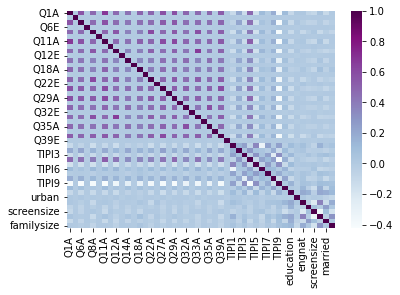 Q1A
Q6E
Q11A
Q12E
Q18A
Q22E
Q29A
Q32E
Q35A
Q39E
TIPI3
TIPI6
TIPI9
urban
screensize
familysize
1.0
0.8
0.6
0.4
0.2
0.0
−0.2
−0.4
Q1A
Q6A
Q8A
Q11A
Q12A
Q14A
Q18A
Q22A
Q27A
Q29A
Q32A
Q33A
Q35A
Q39A
TIPI1
TIPI3
TIPI5
TIPI7
TIPI9
education
engnat
screensize
married